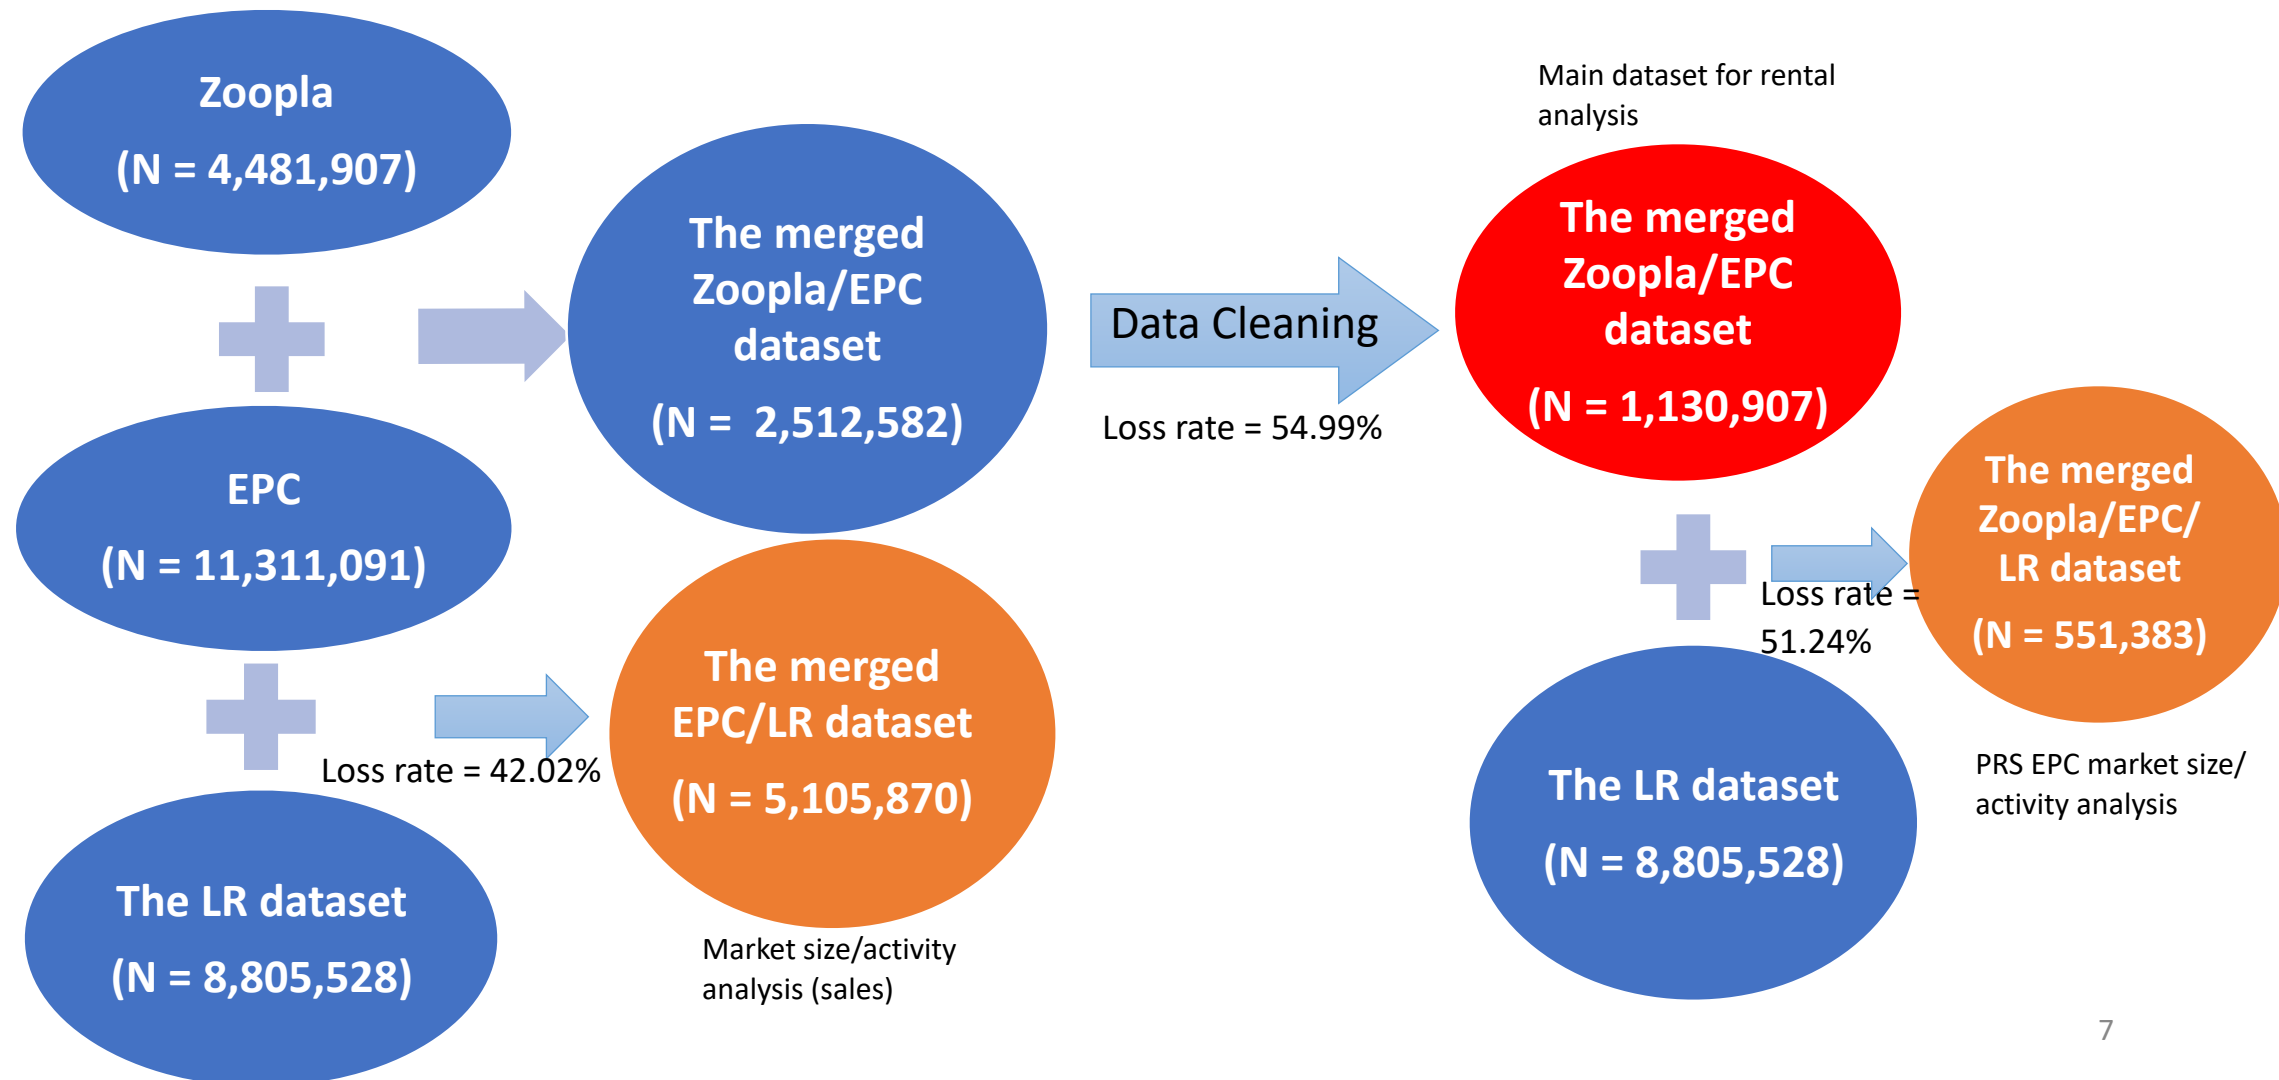 Zoopla
(N = 4,481,907)
EPC
(N = 11,311,091)
The LR dataset
(N = 8,805,528)
Loss rate = 42.02%
The merged
Zoopla/EPC
dataset
(N =  2,512,582)
The merged
EPC/LR dataset
(N = 5,105,870)
Market size/activity
analysis (sales)
Data Cleaning
Loss rate = 54.99%
Main dataset for rental
analysis
The merged
Zoopla/EPC
dataset
(N = 1,130,907)
Loss rate =
51.24%
The LR dataset
(N = 8,805,528)
The merged
Zoopla/EPC/
LR dataset
(N = 551,383)
PRS EPC market size/
activity analysis
7